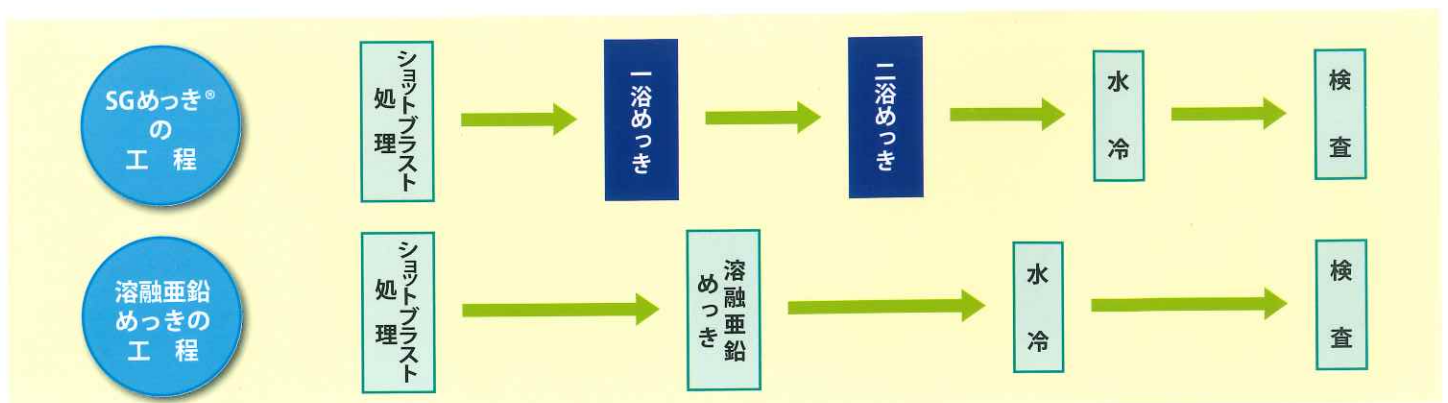 SGめっき®
の
工 程
ショットブラスト
処 理
一浴めっき
二浴めっき
水 冷
検 査
溶融亜鉛
めっきの
工 程
ショットブラスト
処 理
溶融亜鉛
めっき
水 冷
検 査